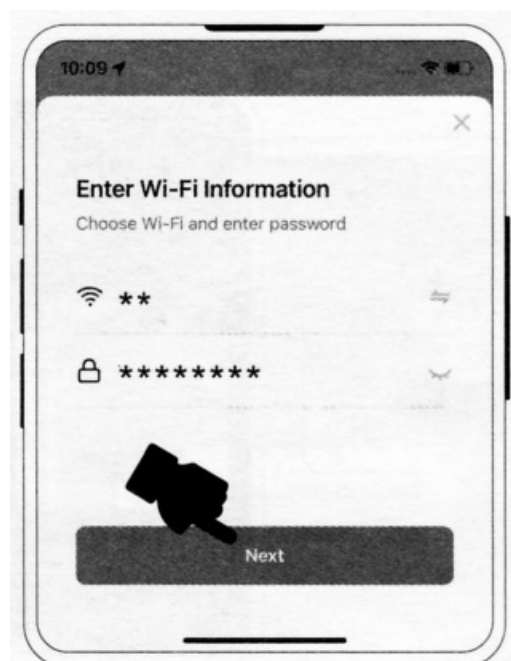 10:09
Enter Wi-Fi Information
Choose Wi-Fi and enter password
**
********
Next